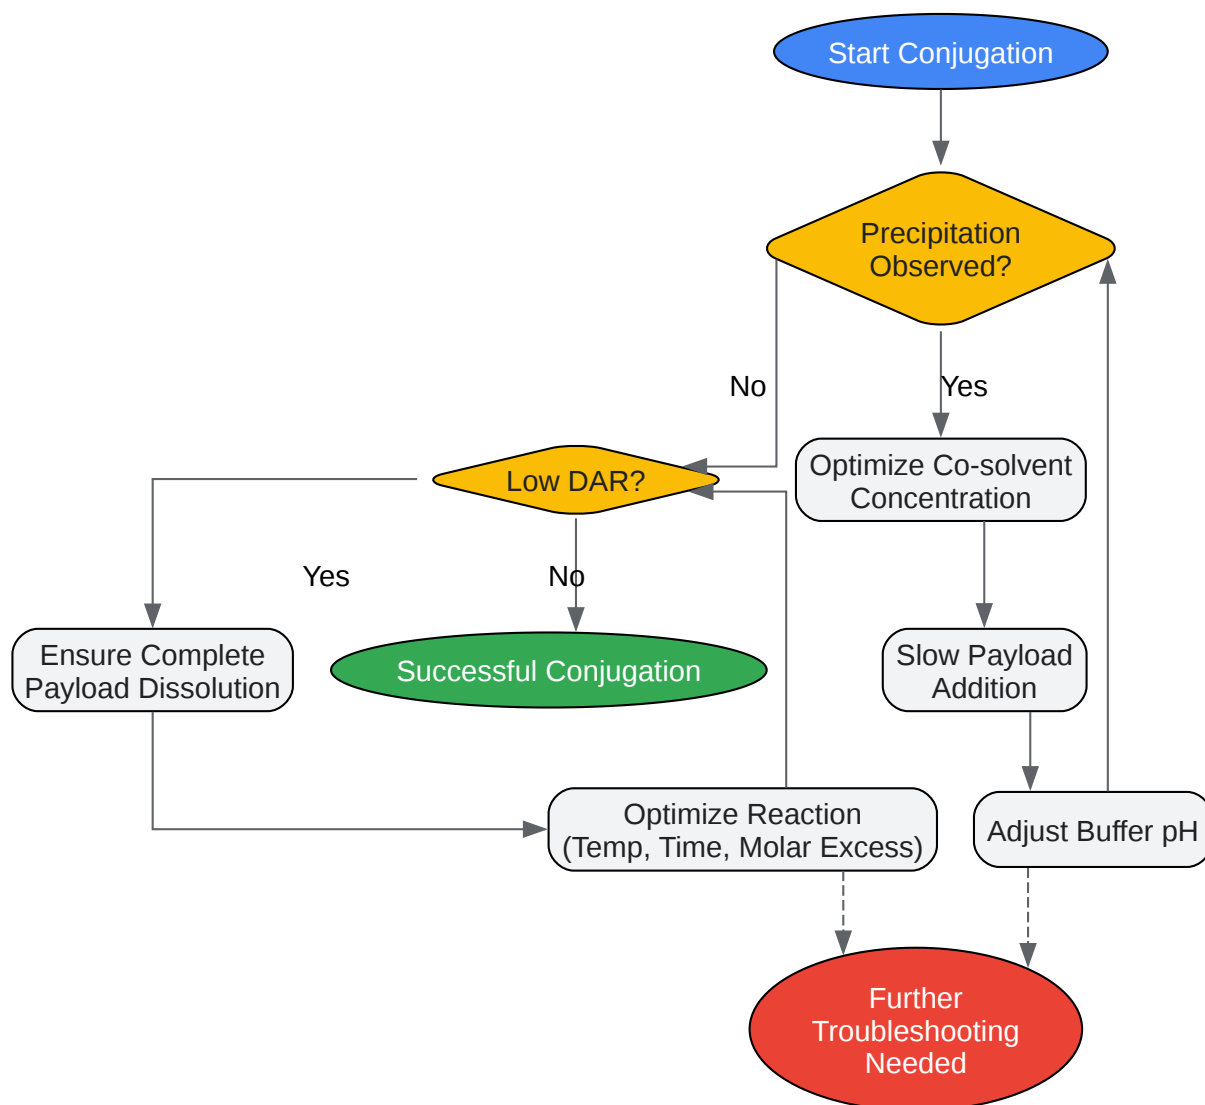 Start Conjugation
Precipitation
Observed?
No
Yes
Low DAR?
Optimize Co-solvent
Concentration
Yes
No
Ensure Complete
Payload Dissolution
Successful Conjugation
Slow Payload
Addition
Optimize Reaction
(Temp, Time, Molar Excess)
Adjust Buffer pH
Further
Troubleshooting
Needed